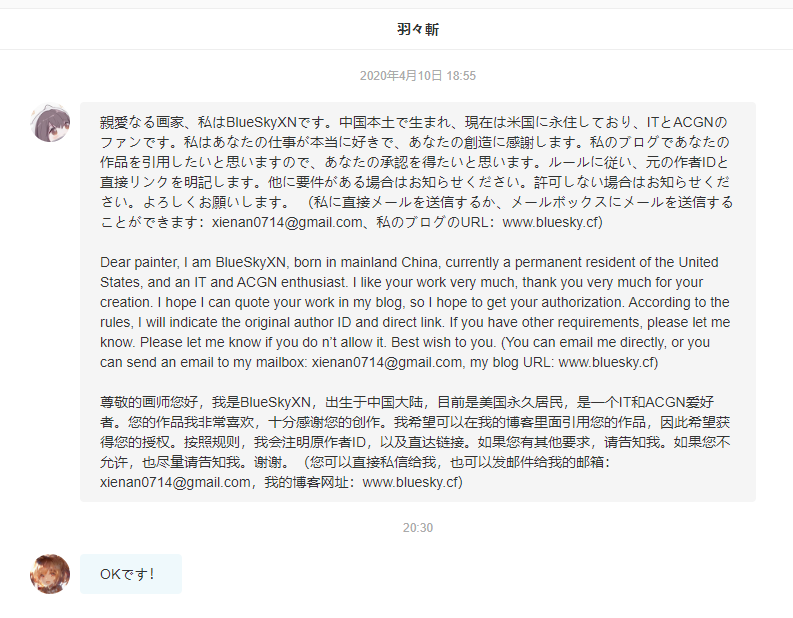 羽々斬
2020年4月10日 18:55
親愛なる画家、私はBlueSkyXNです。中国本土で生まれ、現在は米国に永住しており、ITとACGNの
ファンです。私はあなたの仕事が本当に好きで、あなたの創造に感謝します。私のブログであなたの
作品を引用したいと思いますので、あなたの承認を得たいと思います。ルールに従い、元の作者IDと
直接リンクを明記します。他に要件がある場合はお知らせください。許可しない場合はお知らせくだ
さい。よろしくお願いします。 （私に直接メールを送信するか、メールボックスにメールを送信する
ことができます：xienan0714@gmail.com、私のブログのURL：www.bluesky.cf）
Dear painter, I am BlueSkyXN, born in mainland China, currently a permanent resident of the United
States, and an IT and ACGN enthusiast. I like your work very much, thank you very much for your
creation. I hope I can quote your work in my blog, so I hope to get your authorization. According to the
rules, I will indicate the original author ID and direct link. If you have other requirements, please let me
know. Please let me know if you do n’t allow it. Best wish to you. (You can email me directly, or you
can send an email to my mailbox: xienan0714@gmail.com, my blog URL: www.bluesky.cf)
尊敬的画师您好，我是BlueSkyXN，出生于中国大陆，目前是美国永久居民，是一个IT和ACGN爱好
者。您的作品我非常喜欢，十分感谢您的创作。我希望可以在我的博客里面引用您的作品，因此希望获
得您的授权。按照规则，我会注明原作者ID，以及直达链接。如果您有其他要求，请告知我。如果您不
允许，也尽量请告知我。谢谢。（您可以直接私信给我，也可以发邮件给我的邮箱：
xienan0714@gmail.com，我的博客网址：www.bluesky.cf）
20:30
OKです！